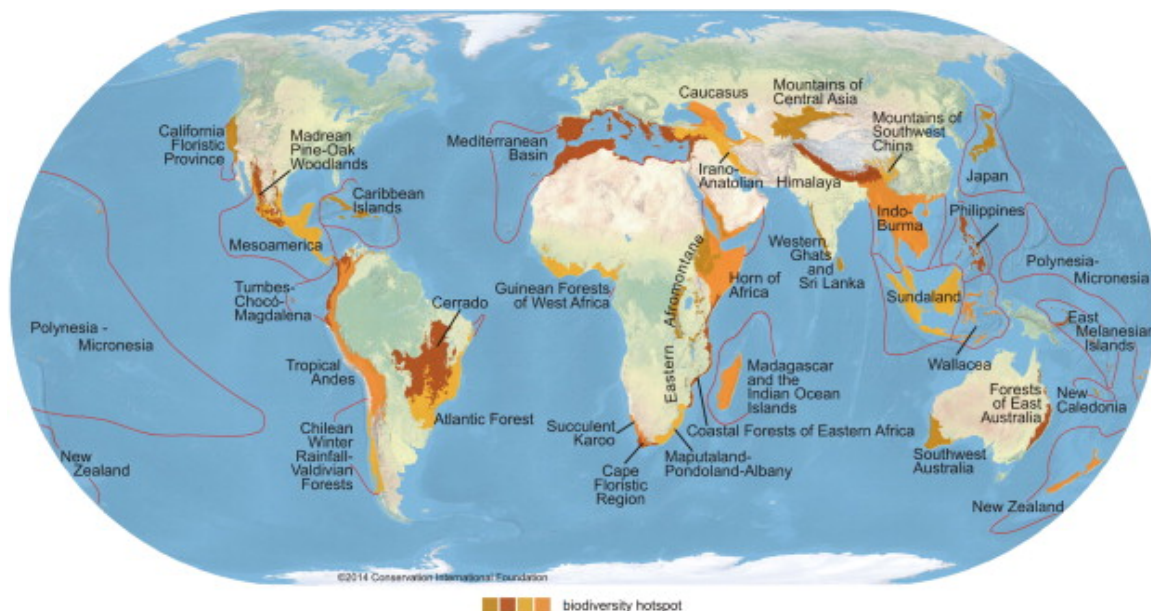 California
Floristic
Province
Madrean
Pine-Oak
Woodlands
Caribbean
Islands
Mesoamerica
Tumbes-
Chocó-
Magdalena
Cerrado
Polynesia -
Micronesia
Tropical
Andes
Atlantic Forest
Chilean
Winter
Rainfall-
Valdivian
Forests
New
Zealand
Mediterranean
Basin
Caucasus
Irano-
Anatolian
Mountains of
Central Asia
Mountains of
Southwest
China
Himalaya
Japan
Indo-
Burma
Philippines
Western
Ghats
and
Sri Lanka
Polynesia-
Micronesia
Guinean Forests
of West Africa
Eastern Afromontane
Horn of
Africa
Sundaland
East
Melanesian
Islands
Wallacea
Madagascar
and the
Indian Ocean
Islands
Succulent
Karoo
Coastal Forests of Eastern Africa
Cape
Floristic
Region
Maputaland-
Pondoland-Albany
Forests
of East
Australia
New
Caledonia
Southwest
Australia
New Zealand
©2014 Conservation International Foundation
biodiversity hotspot